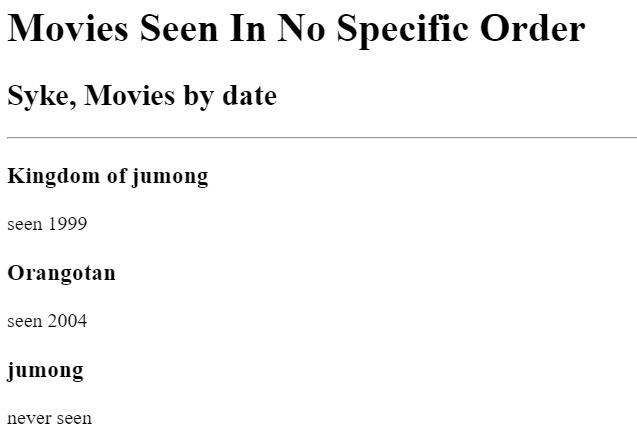 Movies Seen In No Specific Order
Syke, Movies by date
Kingdom of jumong
seen 1999
Orangotan
seen 2004
jumong
never seen